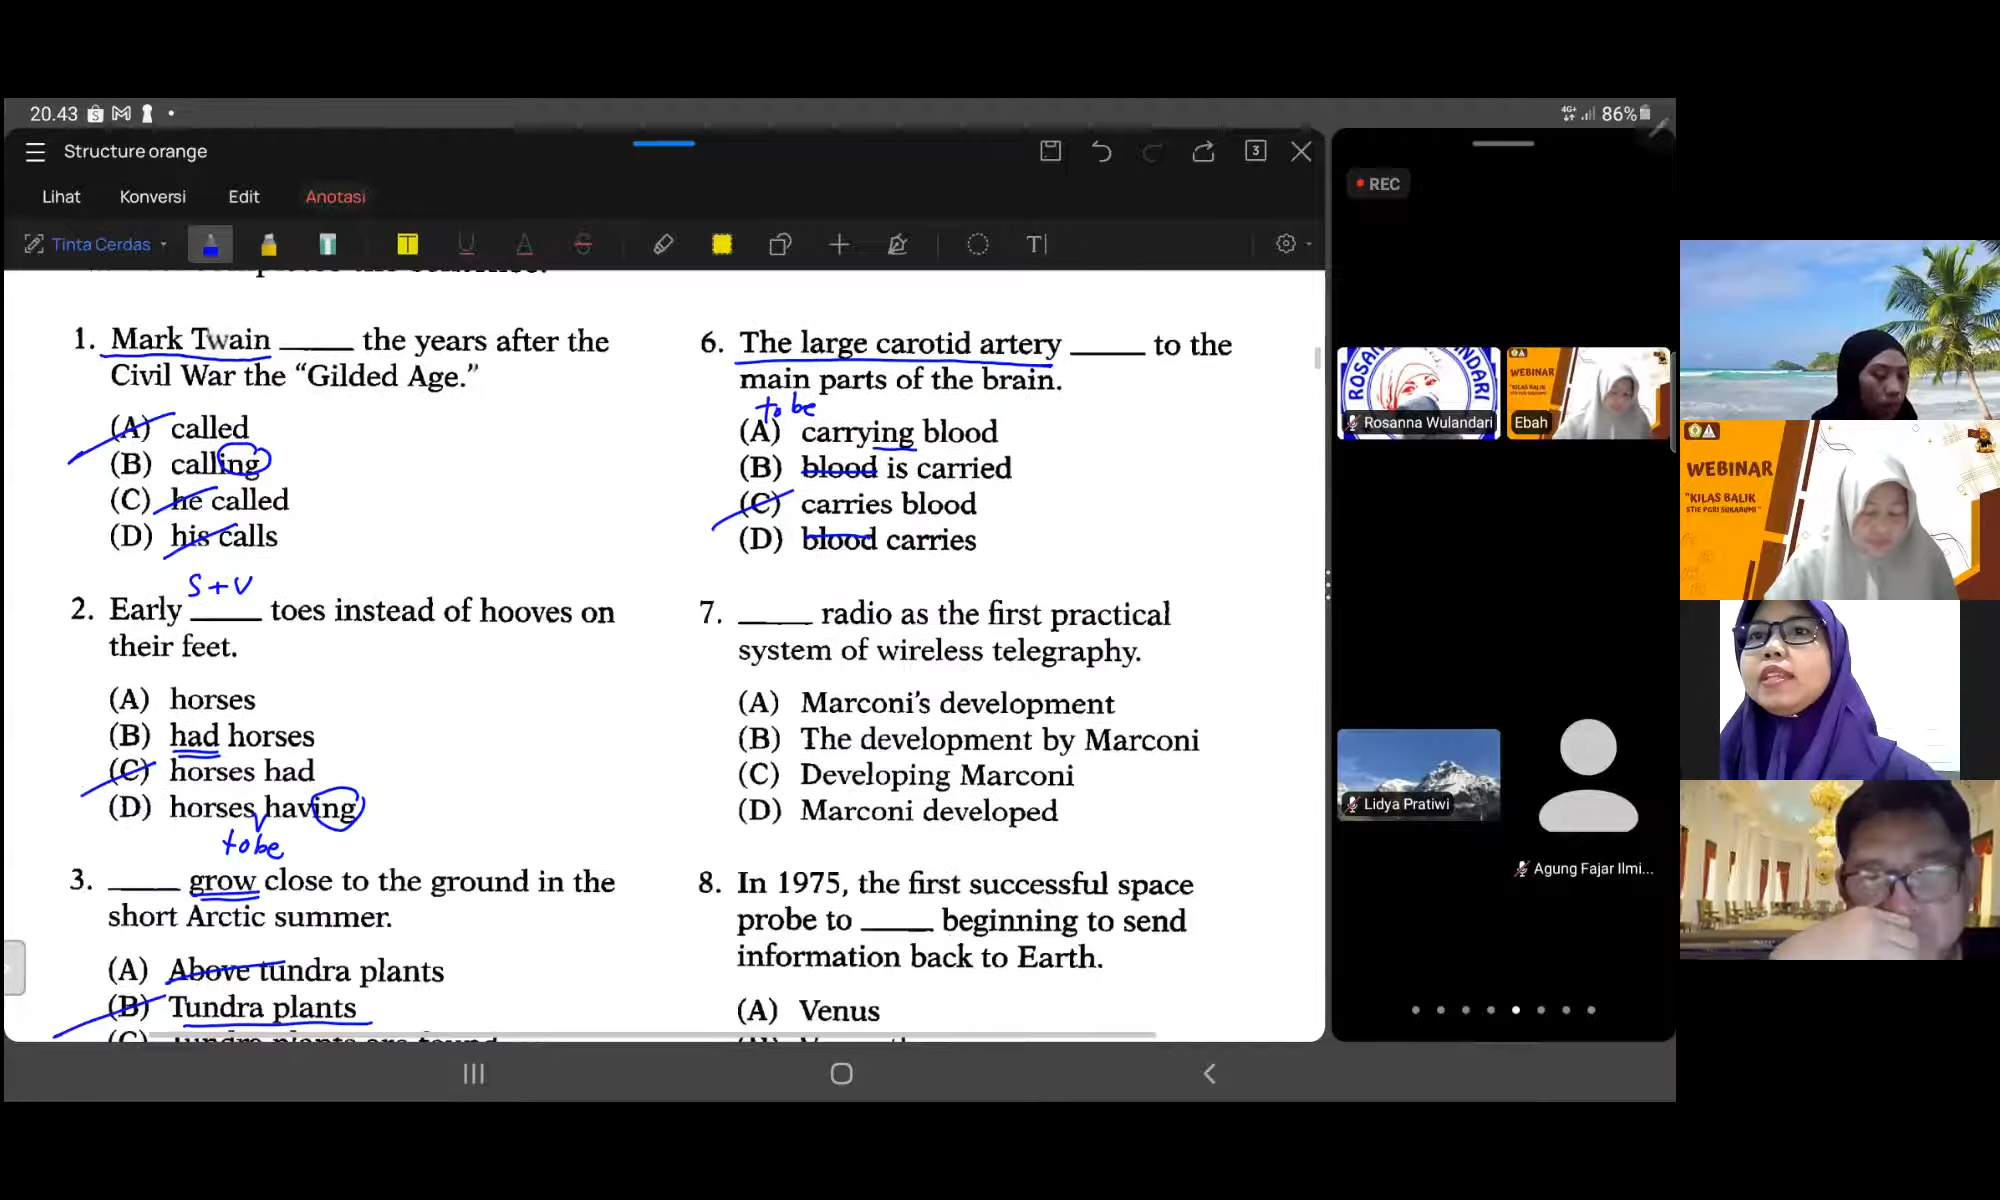 20.43
86%
Structure orange
3
Lihat Konversi Edit Anotasi
Tinta Cerdas
1. Mark Twain _____ the years after the
Civil War the “Gilded Age.”
(A) called
(B) calling
(C) he called
(D) his calls
S+V
2. Early _____ toes instead of hooves on
their feet.
(A) horses
(B) had horses
(C) horses had
(D) horses having
to be
3. _____ grow close to the ground in the
short Arctic summer.
(A) Above tundra plants
(B) Tundra plants
6. The large carotid artery _____ to the
main parts of the brain.
to be
(A) carrying blood
(B) blood is carried
(C) carries blood
(D) blood carries
7. _____ radio as the first practical
system of wireless telegraphy.
(A) Marconi’s development
(B) The development by Marconi
(C) Developing Marconi
(D) Marconi developed
8. In 1975, the first successful space
probe to _____ beginning to send
information back to Earth.
(A) Venus
REC
Rosanna Wulandari
WEBINAR
Ebah
Lidya Pratiwi
Agung Fajar Ilmi...
WEBINAR
"KILAS BALIK
STIE PGRI SUKABUMI"